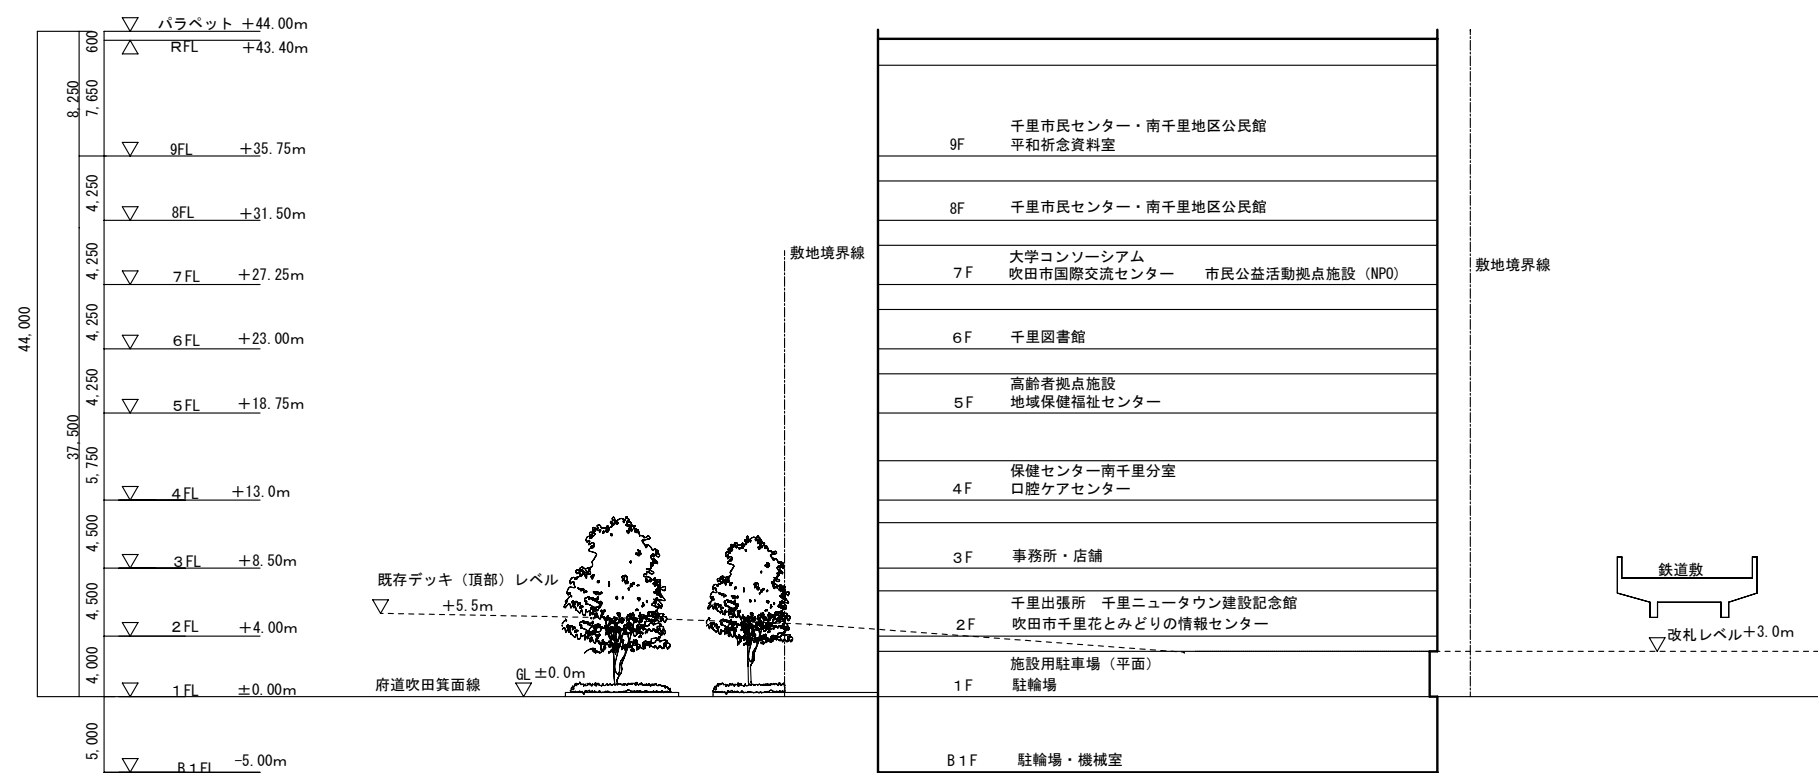 パラペット +44.00m
RFL +43.40m
600
7,650
8,250
9FL +35.75m
4,250
8FL +31.50m
4,250
7FL +27.25m
4,250
6FL +23.00m
4,250
5FL +18.75m
37,500
5,750
4FL +13.0m
4,500
3FL +8.50m
4,500
2FL +4.00m
4,000
1FL ±0.00m
5,000
B1FL -5.00m
44,000
既存デッキ（頂部）レベル
+5.5m
府道吹田箕面線
GL ±0.0m
敷地境界線
千里市民センター・南千里地区公民館
9F 平和祈念資料室
8F 千里市民センター・南千里地区公民館
大学コンソーシアム
7F 吹田市国際交流センター 市民公益活動拠点施設（NPO）
6F 千里図書館
高齢者拠点施設
5F 地域保健福祉センター
保健センター南千里分室
4F 口腔ケアセンター
3F 事務所・店舗
千里出張所 千里ニュータウン建設記念館
2F 吹田市千里花とみどりの情報センター
施設用駐車場（平面）
1F 駐輪場
B1F 駐輪場・機械室
敷地境界線
鉄道敷
改札レベル+3.0m